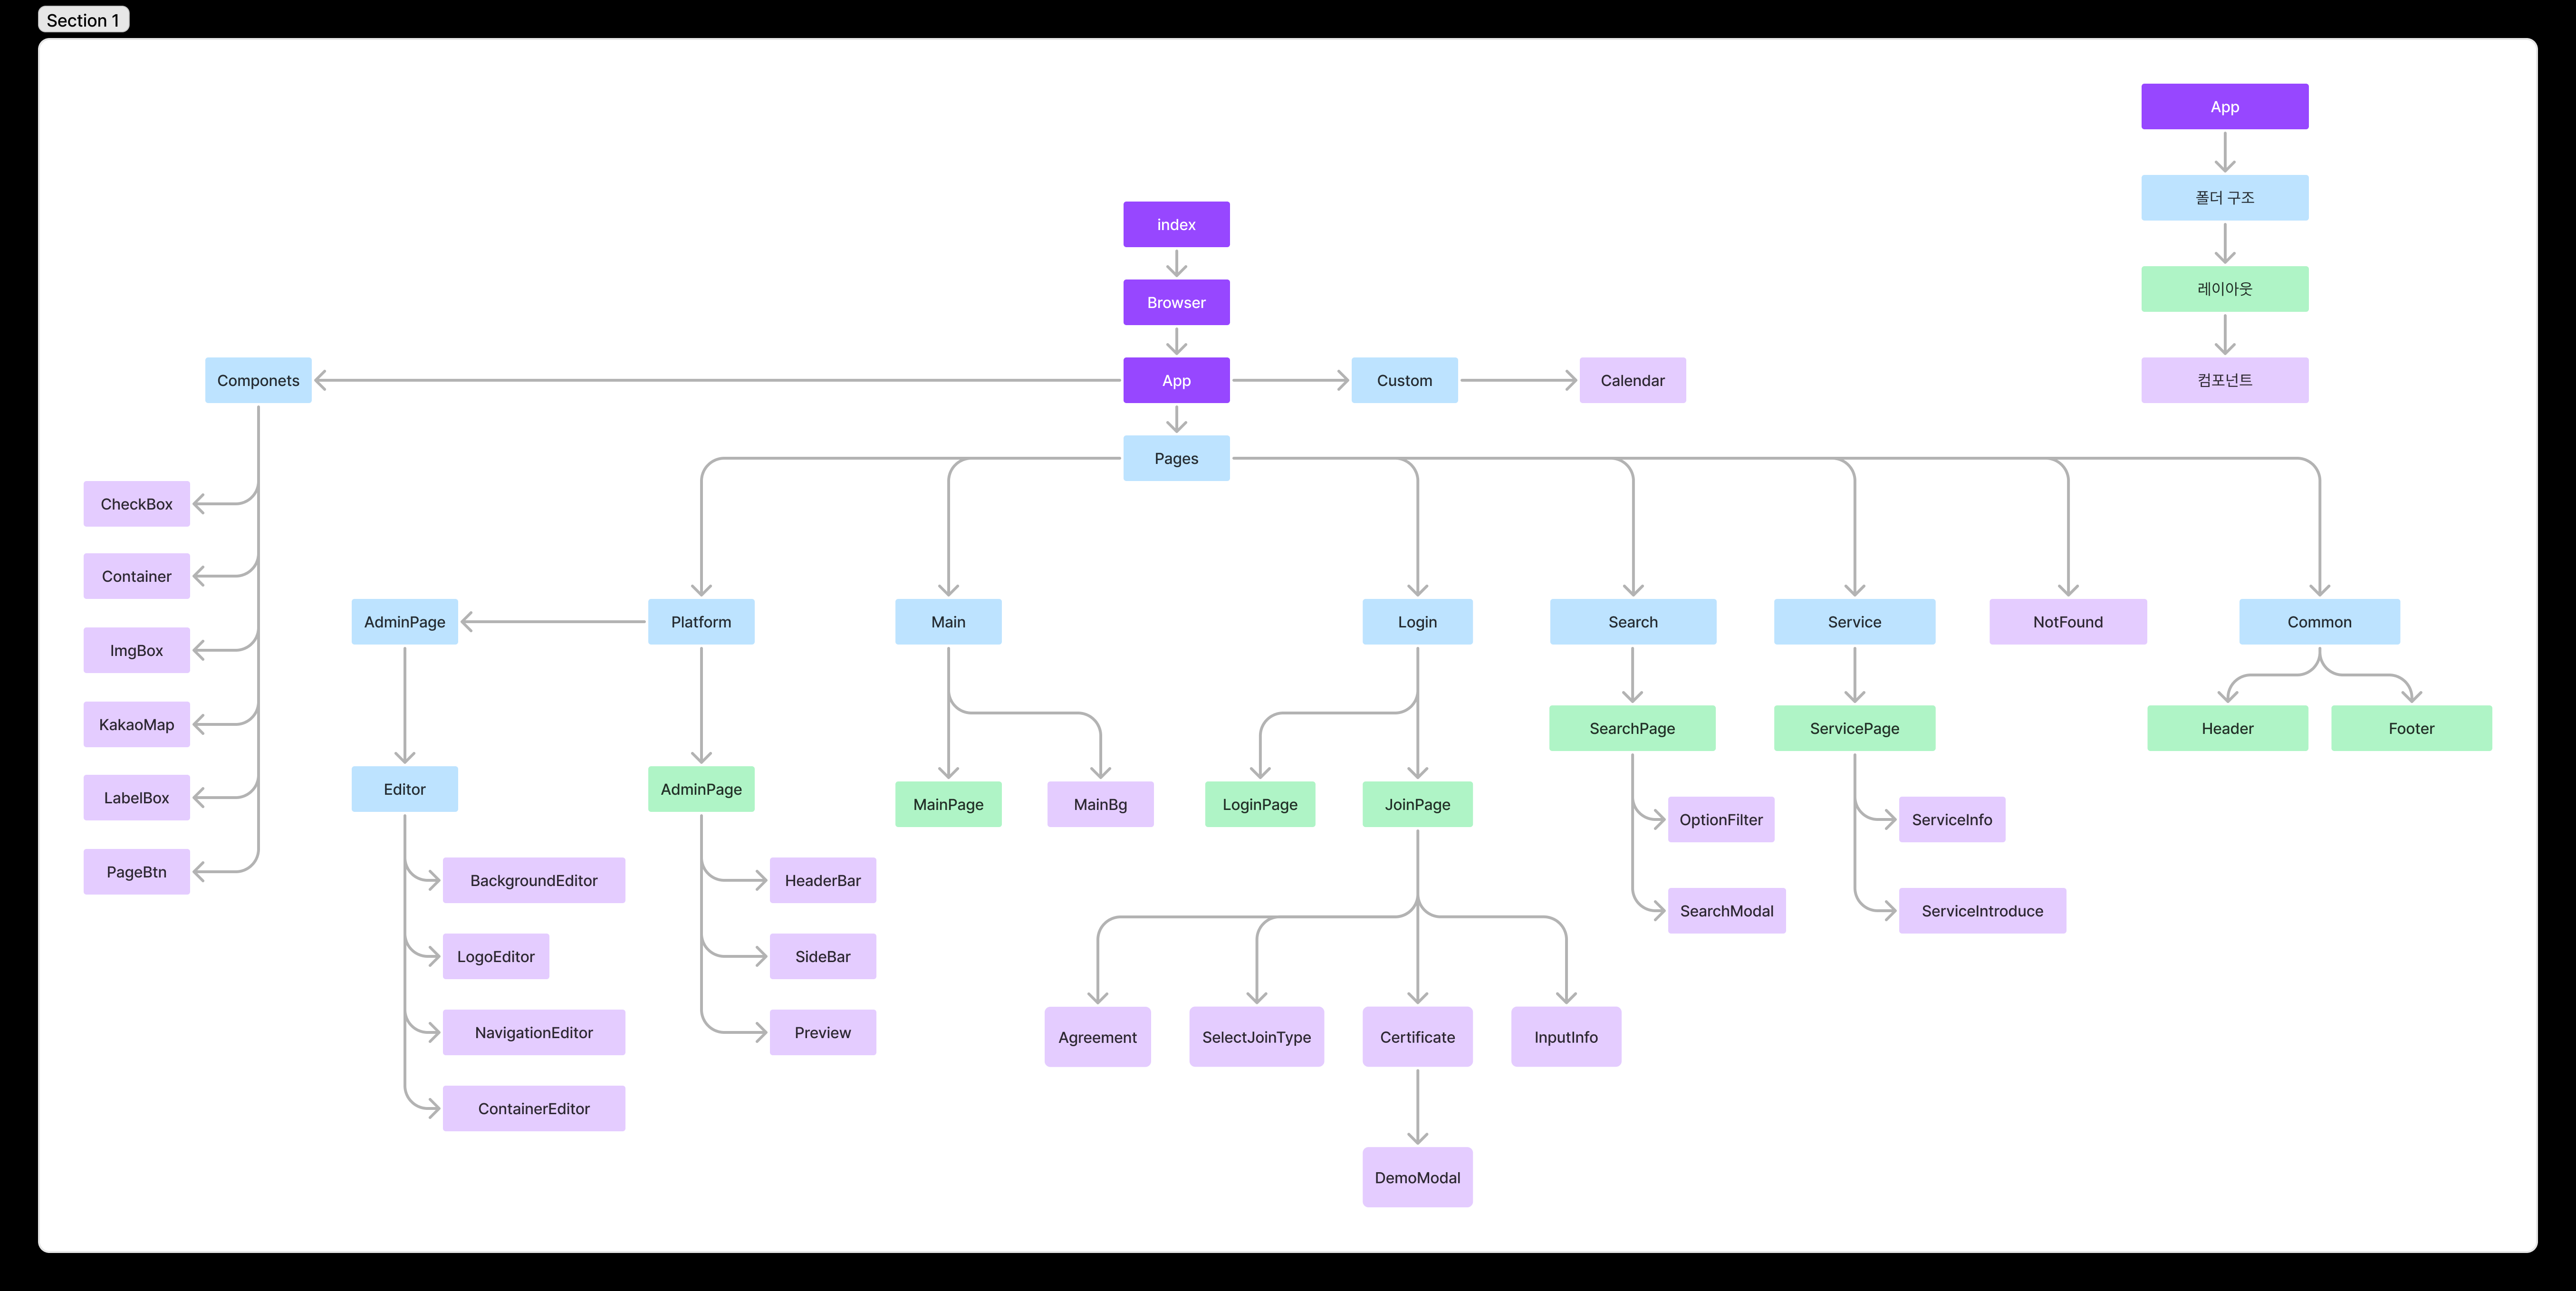 Section 1
App
폴더 구조
레이아웃
컴포넌트
index
Browser
Componets
App
Custom
Calendar
Pages
CheckBox
Container
ImgBox
KakaoMap
LabelBox
PageBtn
AdminPage
Platform
Main
Login
Search
Service
NotFound
Common
SearchPage
ServicePage
Header
Footer
Editor
AdminPage
MainPage
MainBg
LoginPage
JoinPage
OptionFilter
ServiceInfo
BackgroundEditor
HeaderBar
SearchModal
ServiceIntroduce
LogoEditor
SideBar
NavigationEditor
Preview
Agreement
SelectJoinType
Certificate
InputInfo
ContainerEditor
DemoModal